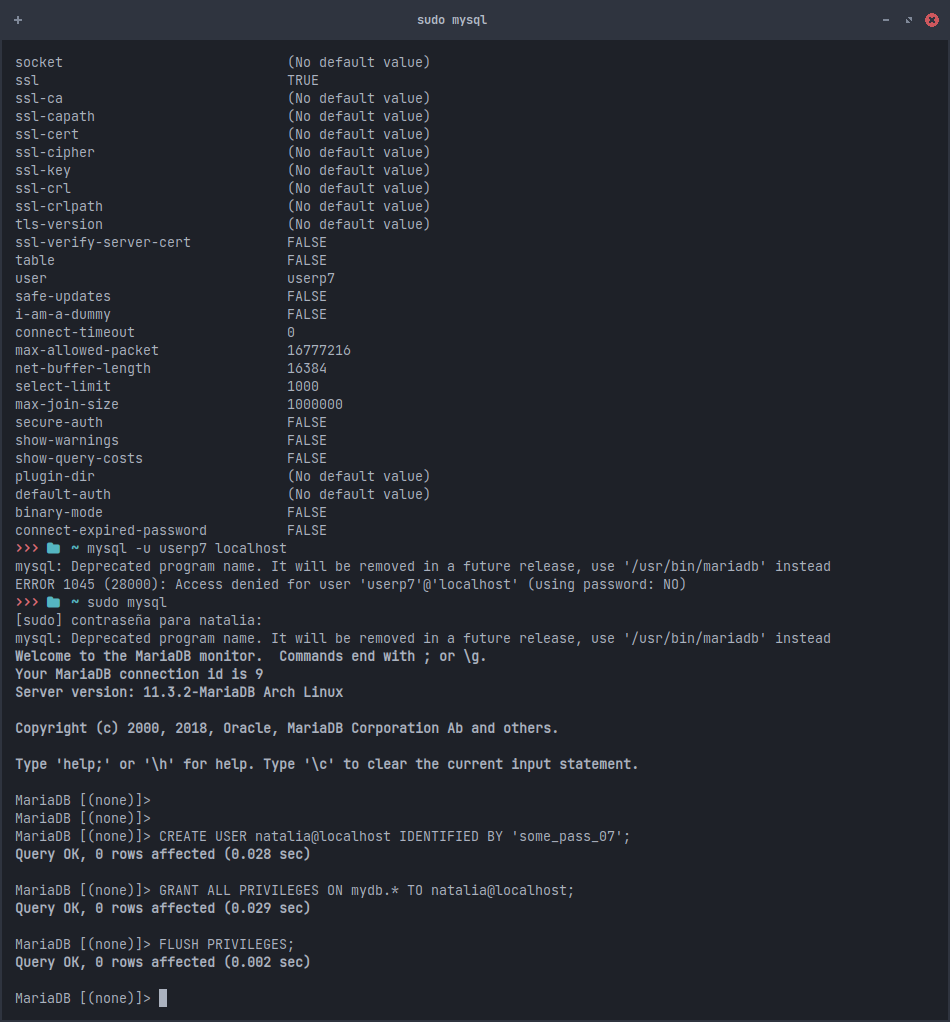 sudo mysql
socket (No default value)
ssl TRUE
ssl-ca (No default value)
ssl-capath (No default value)
ssl-cert (No default value)
ssl-cipher (No default value)
ssl-key (No default value)
ssl-crl (No default value)
ssl-crlpath (No default value)
tls-version (No default value)
ssl-verify-server-cert FALSE
table FALSE
user userp7
safe-updates FALSE
i-am-a-dummy FALSE
connect-timeout 0
max-allowed-packet 16777216
net-buffer-length 16384
select-limit 1000
max-join-size 1000000
secure-auth FALSE
show-warnings FALSE
show-query-costs FALSE
plugin-dir (No default value)
default-auth (No default value)
binary-mode FALSE
connect-expired-password FALSE
>>> ~ mysql -u userp7 localhost
mysql: Deprecated program name. It will be removed in a future release, use '/usr/bin/mariadb' instead
ERROR 1045 (28000): Access denied for user 'userp7'@'localhost' (using password: NO)
>>> ~ sudo mysql
[sudo] contraseña para natalia:
mysql: Deprecated program name. It will be removed in a future release, use '/usr/bin/mariadb' instead
Welcome to the MariaDB monitor.  Commands end with ; or \g.
Your MariaDB connection id is 9
Server version: 11.3.2-MariaDB Arch Linux
Copyright (c) 2000, 2018, Oracle, MariaDB Corporation Ab and others.
Type 'help;' or '\h' for help. Type '\c' to clear the current input statement.
MariaDB [(none)]>
MariaDB [(none)]>
MariaDB [(none)]> CREATE USER natalia@localhost IDENTIFIED BY 'some_pass_07';
Query OK, 0 rows affected (0.028 sec)
MariaDB [(none)]> GRANT ALL PRIVILEGES ON mydb.* TO natalia@localhost;
Query OK, 0 rows affected (0.029 sec)
MariaDB [(none)]> FLUSH PRIVILEGES;
Query OK, 0 rows affected (0.002 sec)
MariaDB [(none)]>